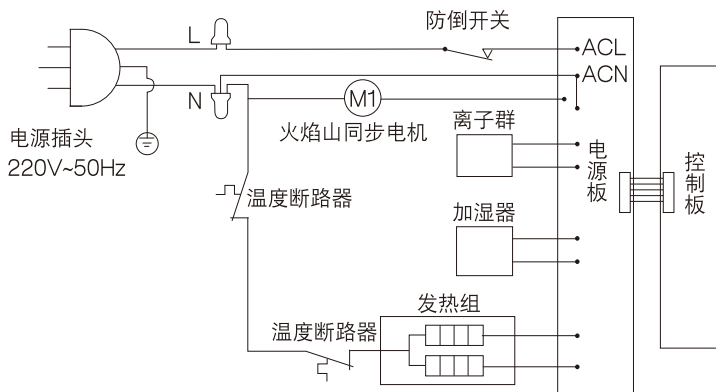 L
防倒开关
ACL
ACN
N
M1
火焰山同步电机
电源插头
220V~50Hz
离子群
电源板
控制板
温度断路器
加湿器
发热组
温度断路器